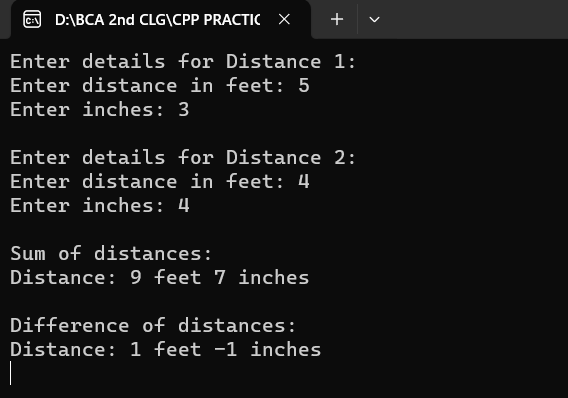 D:\BCA 2nd CLG\CPP PRACTIC
Enter details for Distance 1:
Enter distance in feet: 5
Enter inches: 3
Enter details for Distance 2:
Enter distance in feet: 4
Enter inches: 4
Sum of distances:
Distance: 9 feet 7 inches
Difference of distances:
Distance: 1 feet -1 inches